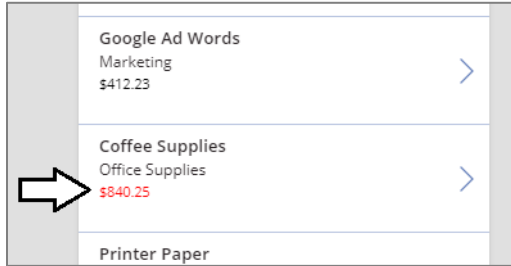 Google Ad Words
Marketing
$412.23
Coffee Supplies
Office Supplies
$840.25
Printer Paper